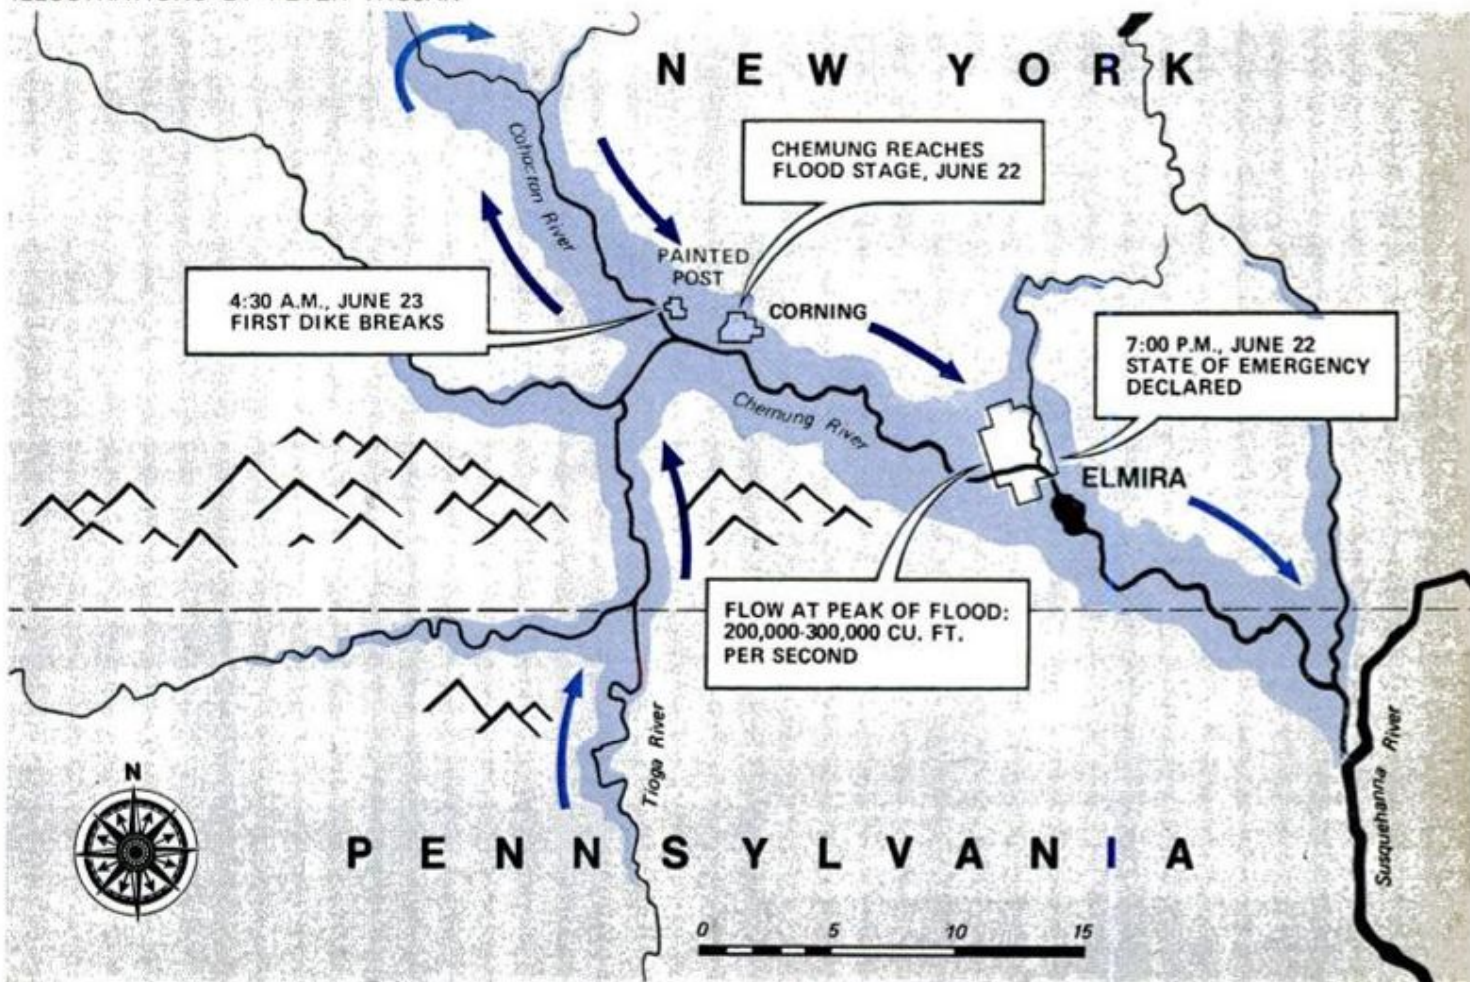 NEW YORK
CHEMUNG REACHES
FLOOD STAGE, JUNE 22
Cohocton River
PAINTED
POST
4:30 A.M., JUNE 23
FIRST DIKE BREAKS
CORNING
7:00 P.M., JUNE 22
STATE OF EMERGENCY
DECLARED
Chemung River
ELMIRA
FLOW AT PEAK OF FLOOD:
200,000-300,000 CU. FT.
PER SECOND
Tioga River
Susquehanna River
N
PENNSYLVANIA
0 5 10 15